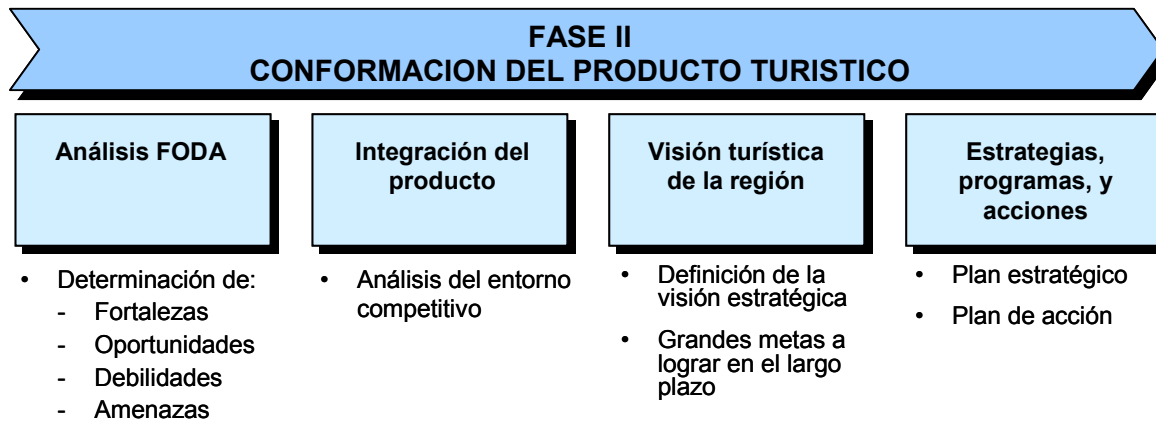 FASE II
CONFORMACION DEL PRODUCTO TURISTICO
Análisis FODA
• Determinación de:
- Fortalezas
- Oportunidades
- Debilidades
- Amenazas
Integración del
producto
• Análisis del entorno
competitivo
Visión turística
de la región
• Definición de la
visión estratégica
• Grandes metas a
lograr en el largo
plazo
Estrategias,
programas, y
acciones
• Plan estratégico
• Plan de acción